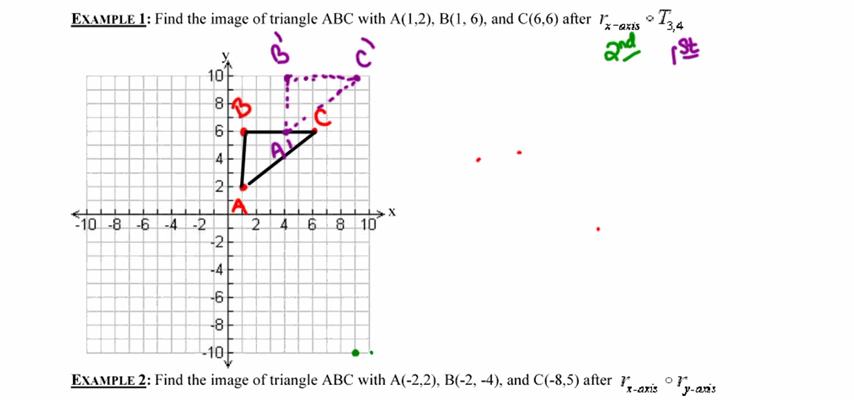 EXAMPLE 1: Find the image of triangle ABC with A(1,2), B(1, 6), and C(6,6) after r x-axis ∘ T 3,4
2nd 1st
B' C'
y
10
8 B
6 C
A'
4
2
A
x
-10 -8 -6 -4 -2 2 4 6 8 10
-2
-4
-6
-8
-10
EXAMPLE 2: Find the image of triangle ABC with A(-2,2), B(-2, -4), and C(-8,5) after r x-axis ∘ r y-axis